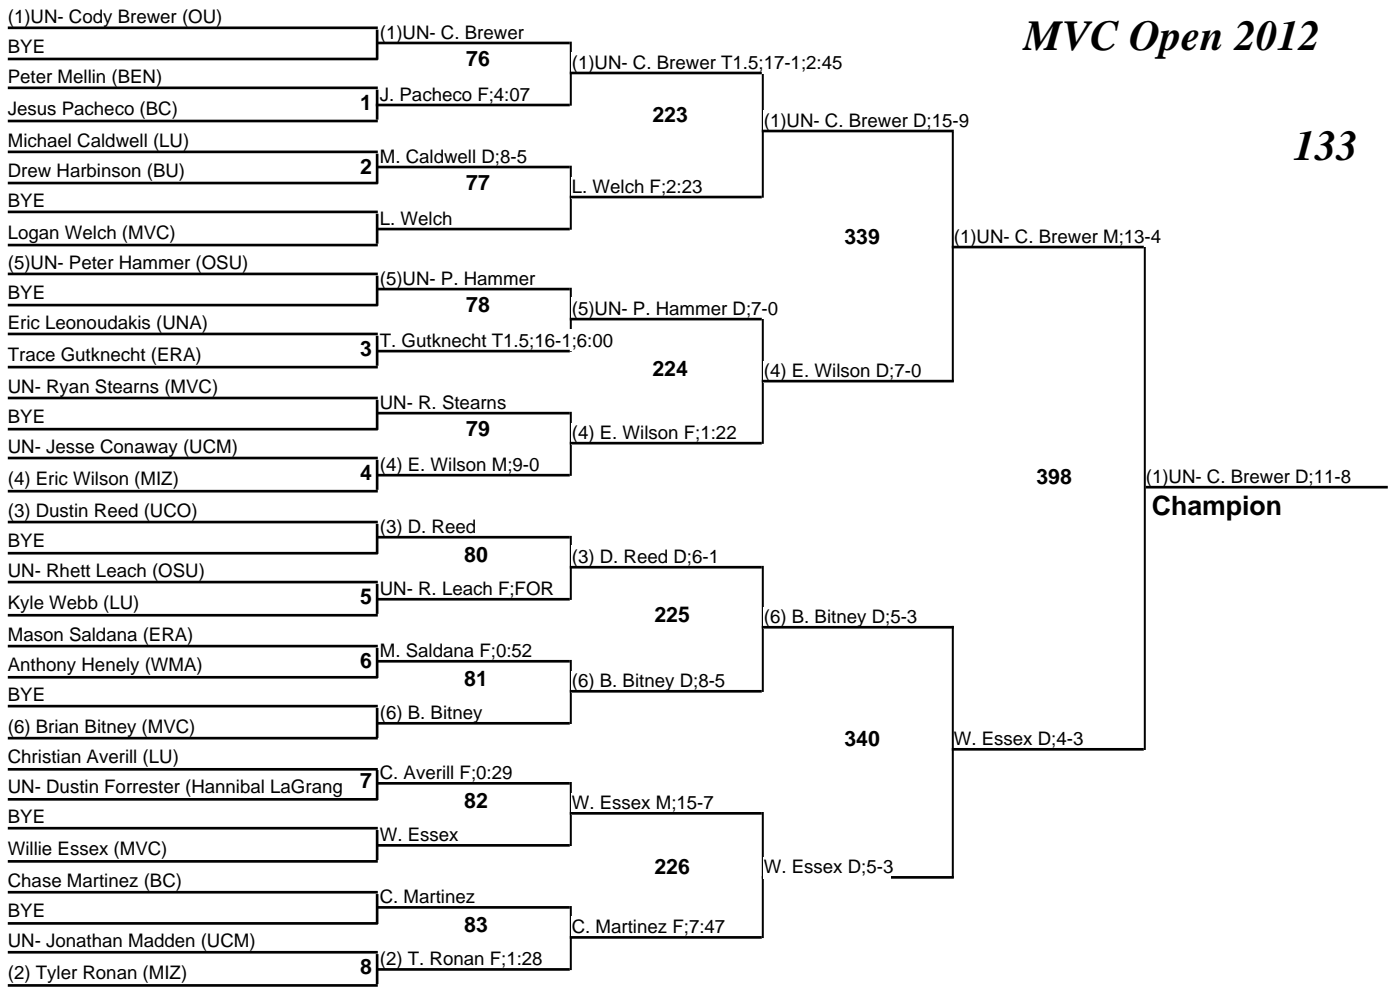 MVC Open 2012
133
(1)UN- Cody Brewer (OU)
BYE
Peter Mellin (BEN)
Jesus Pacheco (BC)
Michael Caldwell (LU)
Drew Harbinson (BU)
BYE
Logan Welch (MVC)
(5)UN- Peter Hammer (OSU)
BYE
Eric Leonoudakis (UNA)
Trace Gutknecht (ERA)
UN- Ryan Stearns (MVC)
BYE
UN- Jesse Conaway (UCM)
(4) Eric Wilson (MIZ)
(3) Dustin Reed (UCO)
BYE
UN- Rhett Leach (OSU)
Kyle Webb (LU)
Mason Saldana (ERA)
Anthony Henely (WMA)
BYE
(6) Brian Bitney (MVC)
Christian Averill (LU)
UN- Dustin Forrester (Hannibal LaGrang
BYE
Willie Essex (MVC)
Chase Martinez (BC)
BYE
UN- Jonathan Madden (UCM)
(2) Tyler Ronan (MIZ)
1
2
3
4
5
6
7
8
(1)UN- C. Brewer
76
J. Pacheco F;4:07
M. Caldwell D;8-5
77
L. Welch
(5)UN- P. Hammer
78
T. Gutknecht T1.5;16-1;6:00
UN- R. Stearns
79
(4) E. Wilson M;9-0
(3) D. Reed
80
UN- R. Leach F;FOR
M. Saldana F;0:52
81
(6) B. Bitney
C. Averill F;0:29
82
W. Essex
C. Martinez
83
(2) T. Ronan F;1:28
(1)UN- C. Brewer T1.5;17-1;2:45
223
L. Welch F;2:23
(5)UN- P. Hammer D;7-0
224
(4) E. Wilson F;1:22
(3) D. Reed D;6-1
225
(6) B. Bitney D;8-5
W. Essex M;15-7
226
C. Martinez F;7:47
(1)UN- C. Brewer D;15-9
339
(4) E. Wilson D;7-0
(6) B. Bitney D;5-3
340
W. Essex D;5-3
(1)UN- C. Brewer M;13-4
398
W. Essex D;4-3
(1)UN- C. Brewer D;11-8
Champion